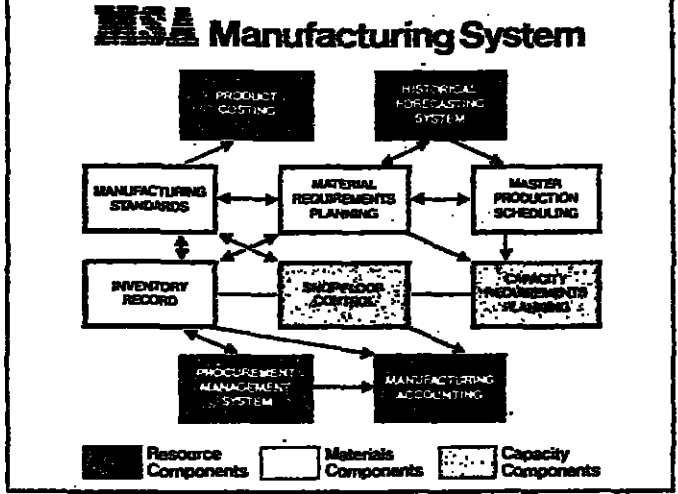 MSA Manufacturing System
PRODUCT
COSTING
HISTORICAL
FORECASTING
SYSTEM
MANUFACTURING
STANDARDS
MATERIAL
REQUIREMENTS
PLANNING
MASTER
PRODUCTION
SCHEDULING
INVENTORY
RECORD
SHOP FLOOR
CONTROL
CAPACITY
REQUIREMENTS
PLANNING
PROCUREMENT
MANAGEMENT
SYSTEM
MANUFACTURING
ACCOUNTING
Resource
Components
Materials
Components
Capacity
Components